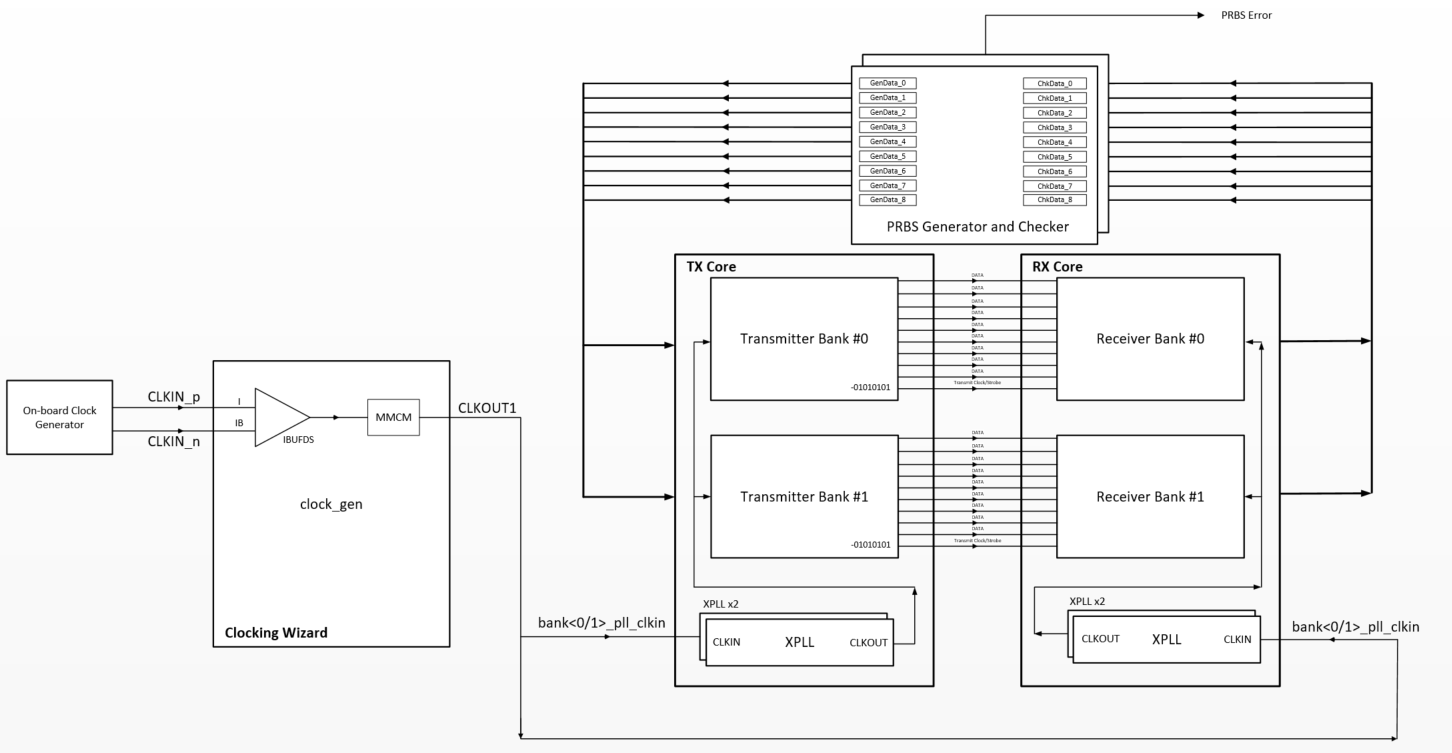 PRBS Error
GenData_0
ChkData_0
GenData_1
ChkData_1
GenData_2
ChkData_2
GenData_3
ChkData_3
GenData_4
ChkData_4
GenData_5
ChkData_5
GenData_6
ChkData_6
GenData_7
ChkData_7
GenData_8
ChkData_8
PRBS Generator and Checker
TX Core
RX Core
DATA
DATA
DATA
DATA
DATA
DATA
DATA
DATA
DATA
Transmit Clock/Strobe
Transmitter Bank #0
-01010101
Receiver Bank #0
DATA
DATA
DATA
DATA
DATA
DATA
DATA
DATA
DATA
Transmit Clock/Strobe
Transmitter Bank #1
-01010101
Receiver Bank #1
On-board Clock
Generator
CLKIN_p
CLKIN_n
I
IB
IBUFDS
MMCM
CLKOUT1
clock_gen
Clocking Wizard
bank<0/1>_pll_clkin
XPLL x2
CLKIN
XPLL
CLKOUT
XPLL x2
CLKOUT
XPLL
CLKIN
bank<0/1>_pll_clkin